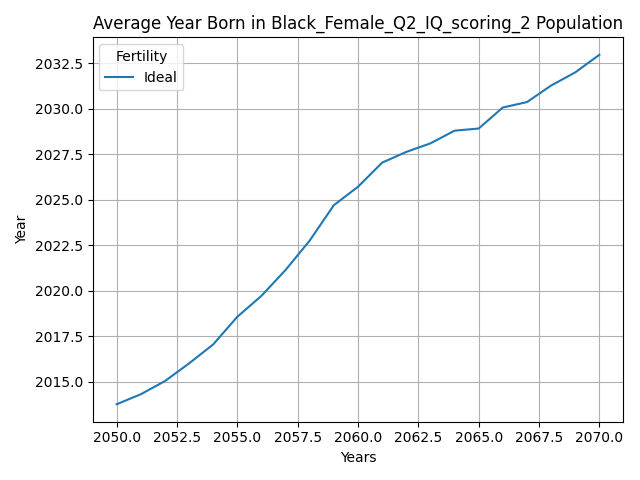 Average Year Born in Black_Female_Q2_IQ_scoring_2 Population
Fertility
Ideal
Year
2032.5
2030.0
2027.5
2025.0
2022.5
2020.0
2017.5
2015.0
2050.0 2052.5 2055.0 2057.5 2060.0 2062.5 2065.0 2067.5 2070.0
Years